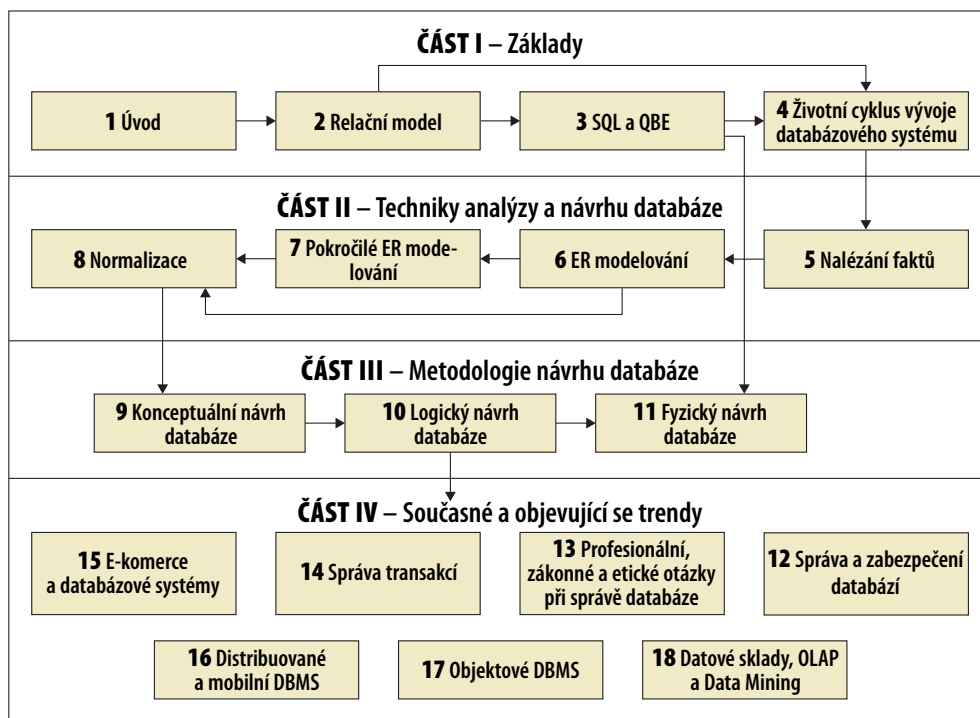 ČÁST I – Základy
1 Úvod
2 Relační model
3 SQL a QBE
4 Životní cyklus vývoje
databázového systému
ČÁST II – Techniky analýzy a návrhu databáze
8 Normalizace
7 Pokročilé ER mode-
lování
6 ER modelování
5 Nalézání faktů
ČÁST III – Metodologie návrhu databáze
9 Konceptuální návrh
databáze
10 Logický návrh
databáze
11 Fyzický návrh
databáze
ČÁST IV – Současné a objevující se trendy
15 E-komerce
a databázové systémy
14 Správa transakcí
13 Profesionální,
zákonné a etické otázky
při správě databáze
12 Správa a zabezpečení
databází
16 Distribuované
a mobilní DBMS
17 Objektové DBMS
18 Datové sklady, OLAP
a Data Mining